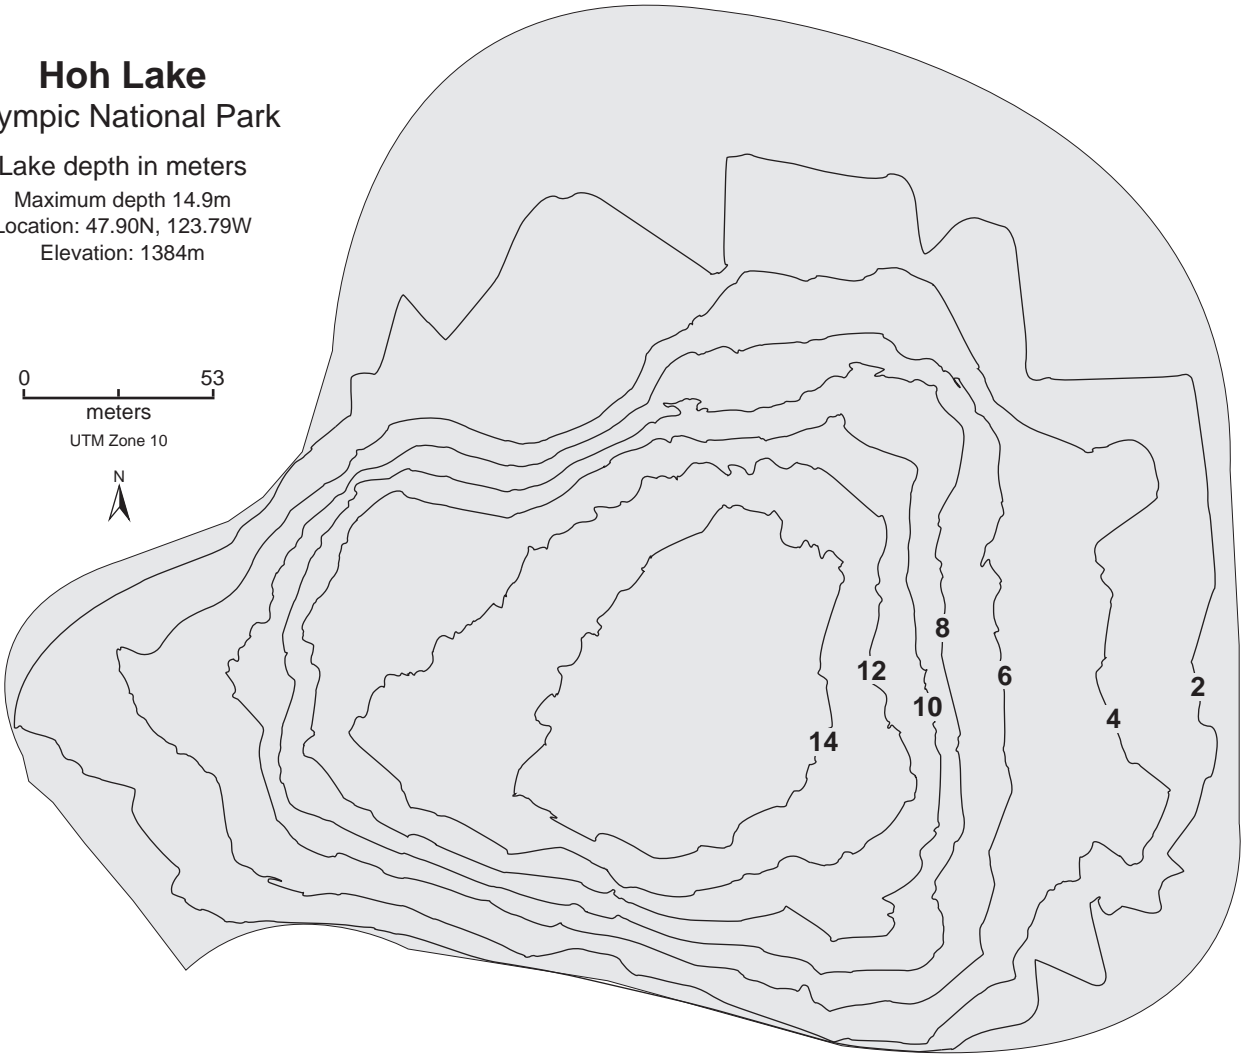 Hoh Lake
ympic National Park
Lake depth in meters
Maximum depth 14.9m
Location: 47.90N, 123.79W
Elevation: 1384m
0 53
meters
UTM Zone 10
N
8
12
6
2
10
4
14